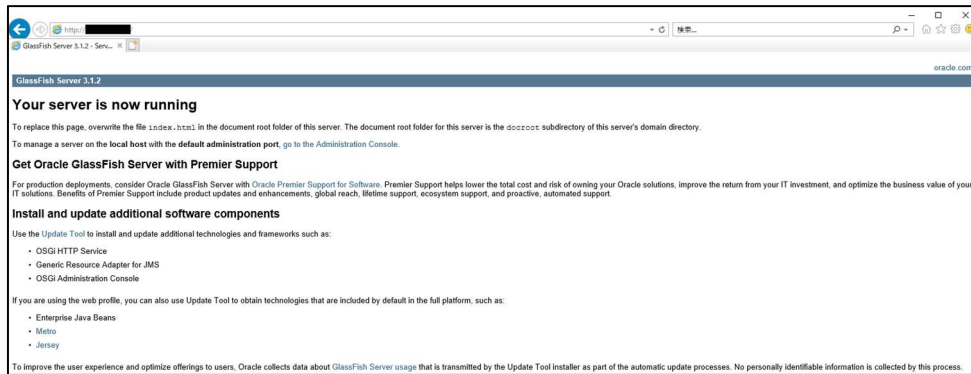 http://
検索...
GlassFish Server 3.1.2 - Serv...
oracle.com
GlassFish Server 3.1.2
Your server is now running
To replace this page, overwrite the file index.html in the document root folder of this server. The document root folder for this server is the docroot subdirectory of this server's domain directory.
To manage a server on the local host with the default administration port, go to the Administration Console.
Get Oracle GlassFish Server with Premier Support
For production deployments, consider Oracle GlassFish Server with Oracle Premier Support for Software. Premier Support helps lower the total cost and risk of owning your Oracle solutions, improve the return from your IT investment, and optimize the business value of your
IT solutions. Benefits of Premier Support include product updates and enhancements, global reach, lifetime support, ecosystem support, and proactive, automated support.
Install and update additional software components
Use the Update Tool to install and update additional technologies and frameworks such as:
• OSGi HTTP Service
• Generic Resource Adapter for JMS
• OSGi Administration Console
If you are using the web profile, you can also use Update Tool to obtain technologies that are included by default in the full platform, such as:
• Enterprise Java Beans
• Metro
• Jersey
To improve the user experience and optimize offerings to users, Oracle collects data about GlassFish Server usage that is transmitted by the Update Tool installer as part of the automatic update processes. No personally identifiable information is collected by this process.